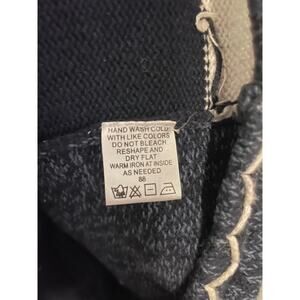 HAND WASH COLD
WITH LIKE COLORS
DO NOT BLEACH
RESHAPE AND
DRY FLAT
WARM IRON AT INSIDE
AS NEEDED
88